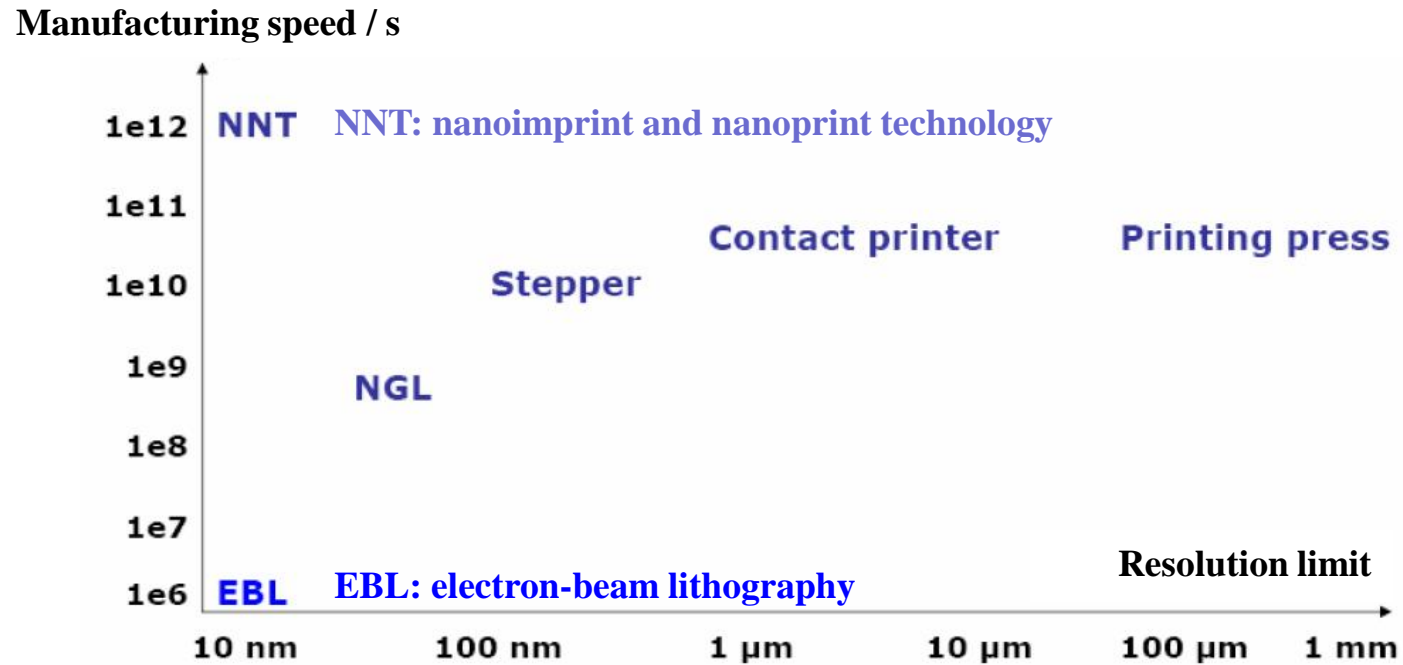 Manufacturing speed / s
1e12 NNT NNT: nanoimprint and nanoprint technology
1e11
Contact printer Printing press
1e10 Stepper
1e9
NGL
1e8
1e7
Resolution limit
1e6 EBL EBL: electron-beam lithography
10 nm 100 nm 1 µm 10 µm 100 µm 1 mm